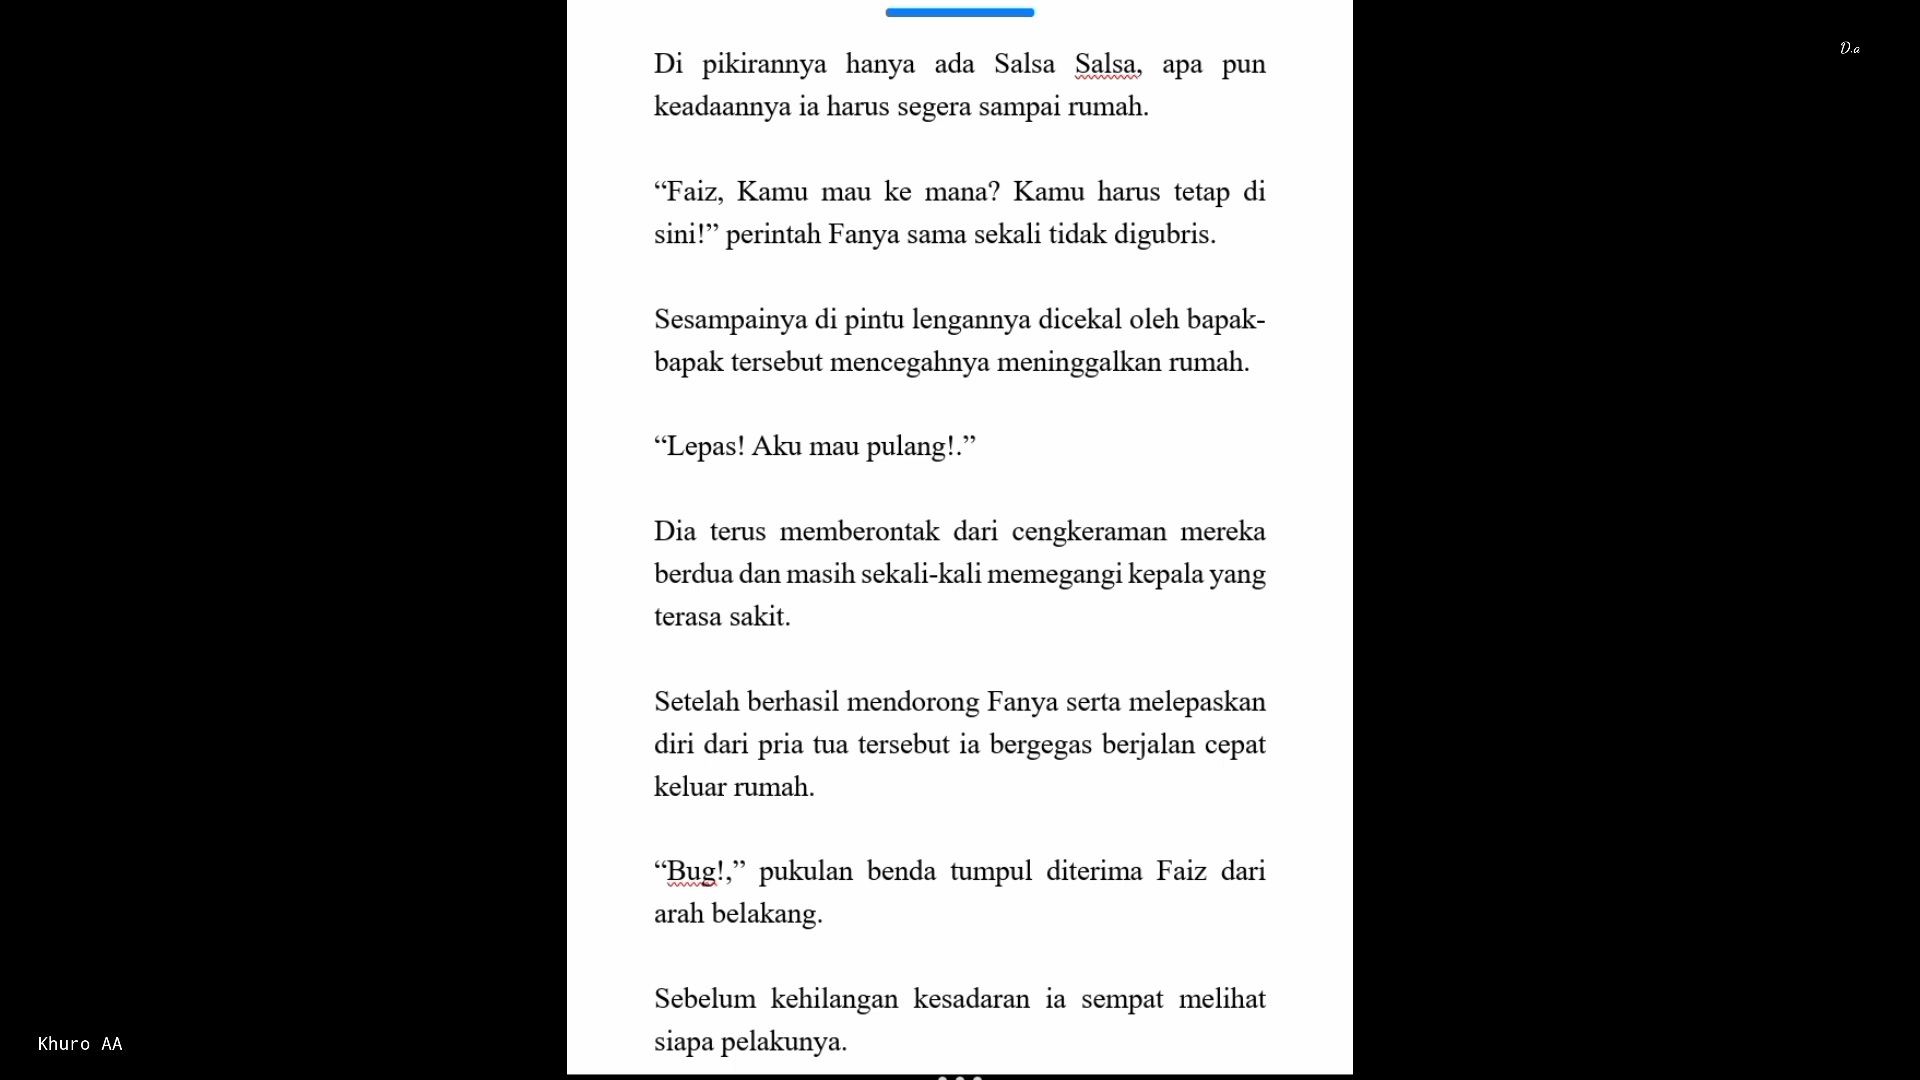 D.a
Di pikirannya hanya ada Salsa Salsa, apa pun
keadaannya ia harus segera sampai rumah.
“Faiz, Kamu mau ke mana? Kamu harus tetap di
sini!” perintah Fanya sama sekali tidak digubris.
Sesampainya di pintu lengannya dicekal oleh bapak-
bapak tersebut mencegahnya meninggalkan rumah.
“Lepas! Aku mau pulang!.”
Dia terus memberontak dari cengkeraman mereka
berdua dan masih sekali-kali memegangi kepala yang
terasa sakit.
Setelah berhasil mendorong Fanya serta melepaskan
diri dari pria tua tersebut ia bergegas berjalan cepat
keluar rumah.
“Bug!,” pukulan benda tumpul diterima Faiz dari
arah belakang.
Sebelum kehilangan kesadaran ia sempat melihat
siapa pelakunya.
Khuro AA